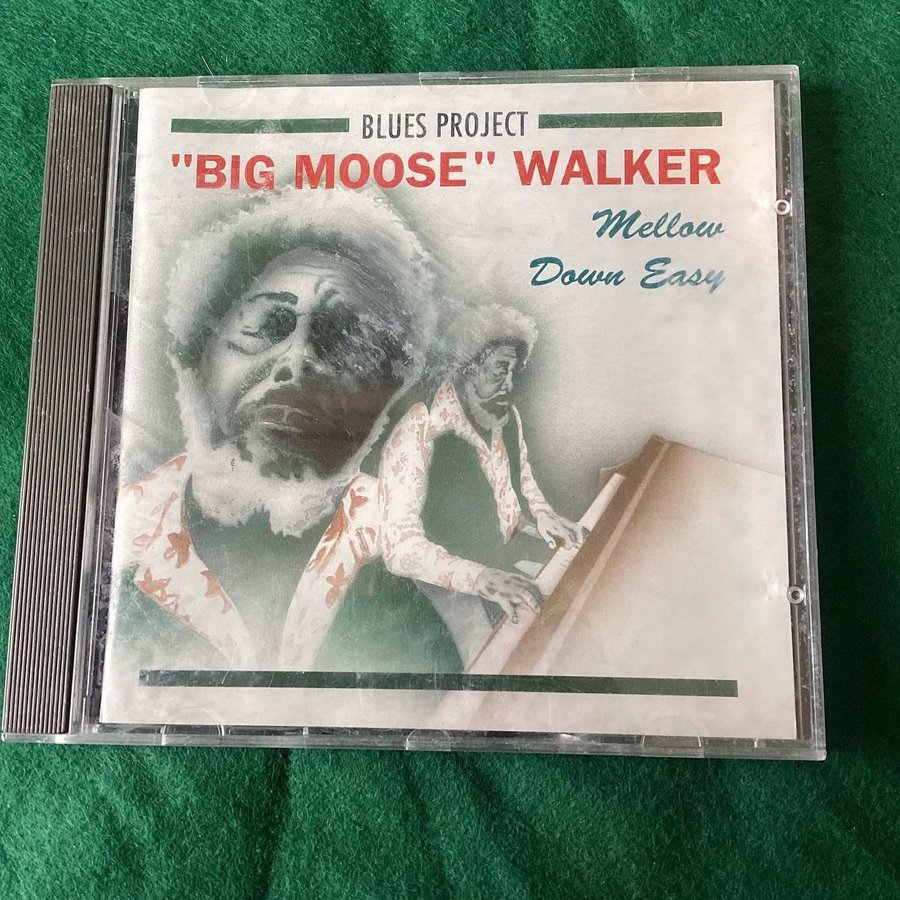 BLUES PROJECT
"BIG MOOSE" WALKER
Mellow
Down Easy